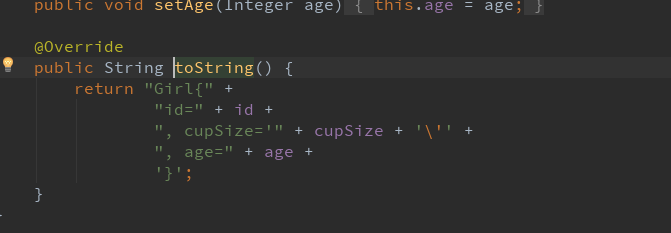 public void setAge(Integer age) { this.age = age; }
@Override
public String toString() {
return "Girl{" +
"id=" + id +
", cupSize='" + cupSize + '\'' +
", age=" + age +
'}';
}